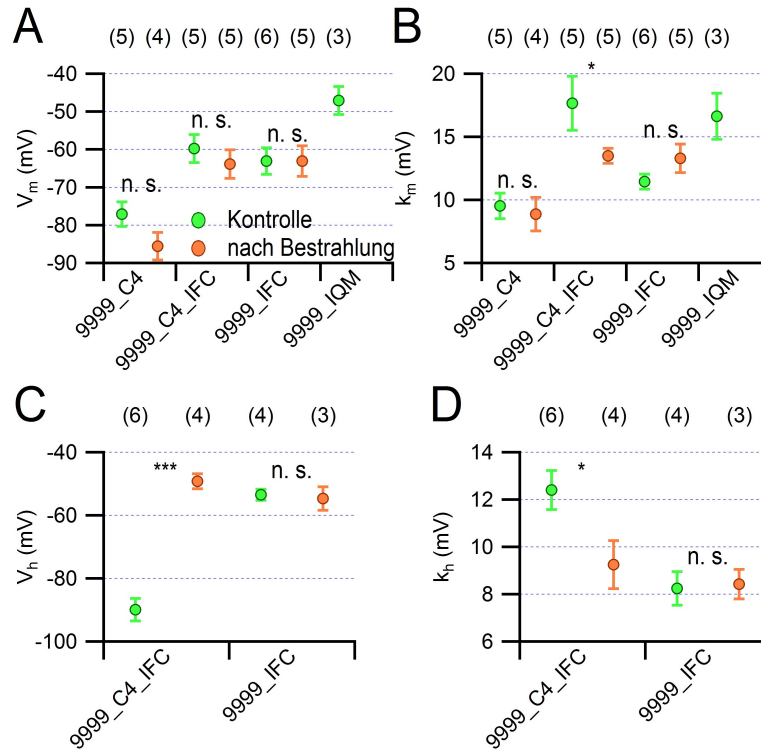 A
(5) (4) (5) (5) (6) (5) (3)
-40
-50
-60
-70
-80
-90
Vm (mV)
n. s.
n. s.
n. s.
Kontrolle
nach Bestrahlung
9999_C4
9999_C4_IFC
9999_IFC
9999_IQM
B
(5) (4) (5) (5) (6) (5) (3)
20
15
10
5
km (mV)
n. s.
*
n. s.
9999_C4
9999_C4_IFC
9999_IFC
9999_IQM
C
(6) (4) (4) (3)
-40
-60
-80
-100
Vh (mV)
***
n. s.
9999_C4_IFC
9999_IFC
D
(6) (4) (4) (3)
14
12
10
8
6
kh (mV)
*
n. s.
9999_C4_IFC
9999_IFC